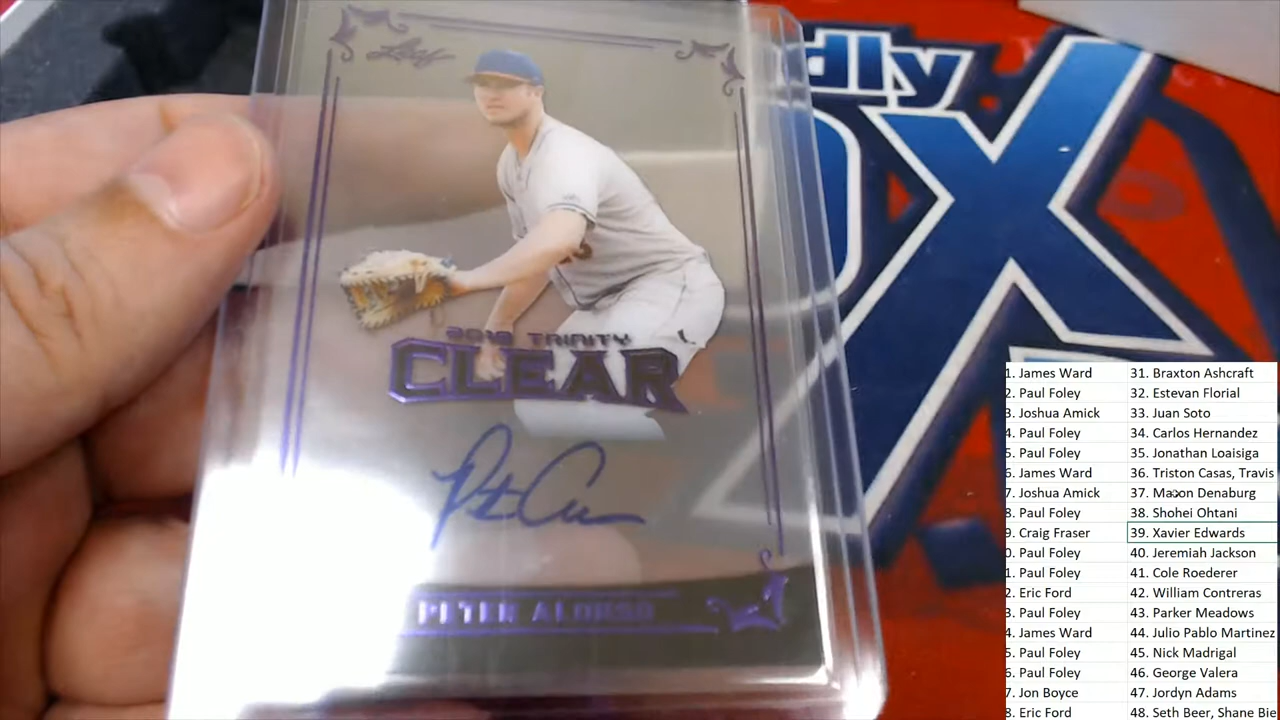 Leaf
2018 TRINITY
CLEAR
PETER ALONSO
dly
OX
1. James Ward
2. Paul Foley
3. Joshua Amick
4. Paul Foley
5. Paul Foley
6. James Ward
7. Joshua Amick
8. Paul Foley
9. Craig Fraser
0. Paul Foley
1. Paul Foley
2. Eric Ford
3. Paul Foley
4. James Ward
5. Paul Foley
6. Paul Foley
7. Jon Boyce
8. Eric Ford
31. Braxton Ashcraft
32. Estevan Florial
33. Juan Soto
34. Carlos Hernandez
35. Jonathan Loaisiga
36. Triston Casas, Travis
37. Mason Denaburg
38. Shohei Ohtani
39. Xavier Edwards
40. Jeremiah Jackson
41. Cole Roederer
42. William Contreras
43. Parker Meadows
44. Julio Pablo Martinez
45. Nick Madrigal
46. George Valera
47. Jordyn Adams
48. Seth Beer, Shane Bie